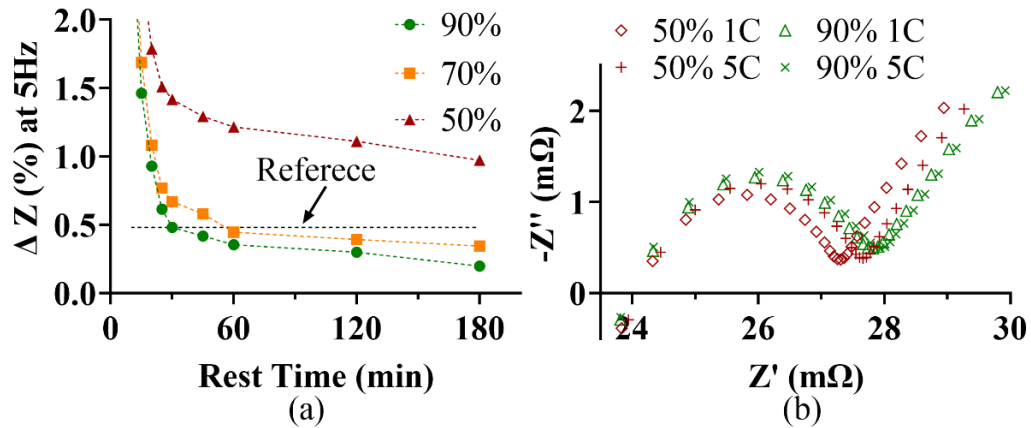 (a)
2.0
1.5
1.0
0.5
0.0
Δ Z (%) at 5Hz
90%
70%
50%
Referece
0
60
120
180
Rest Time (min)
(a)
(b)
50% 1C
90% 1C
50% 5C
90% 5C
2
1
0
-Z'' (mΩ)
24
26
28
30
Z' (mΩ)
(b)